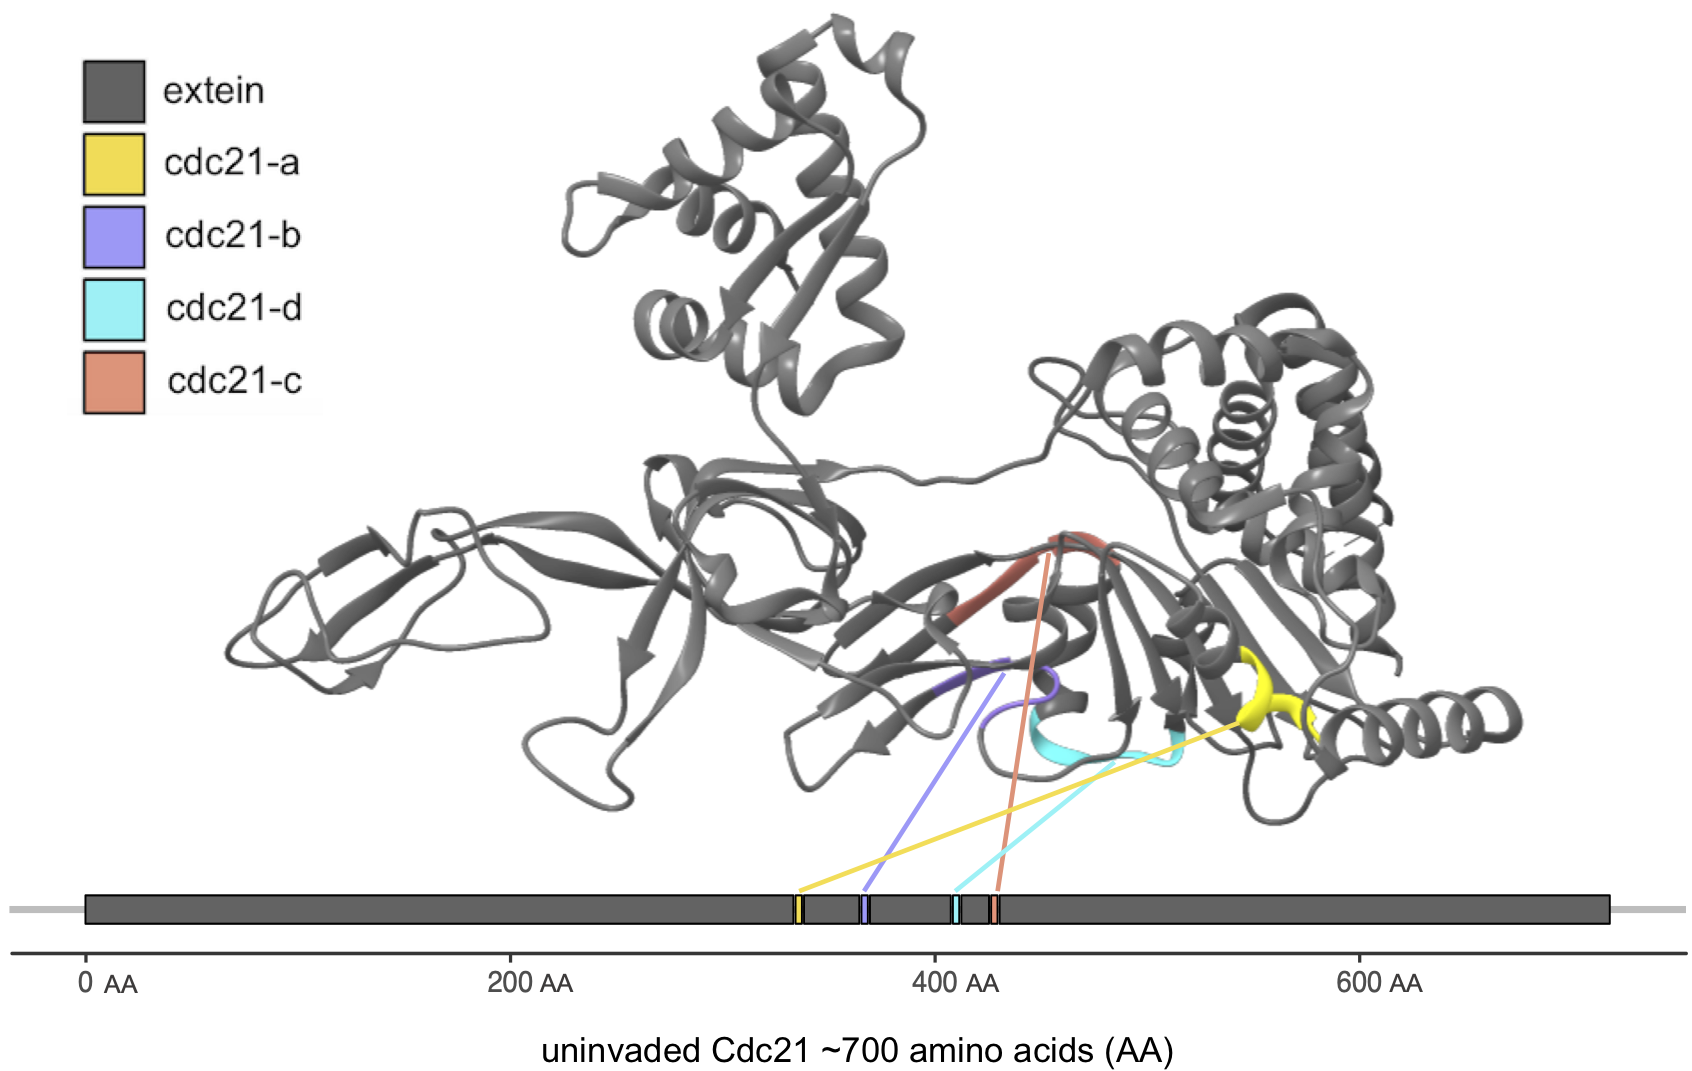 extein
cdc21-a
cdc21-b
cdc21-d
cdc21-c
0 AA 200 AA 400 AA 600 AA
uninvaded Cdc21 ~700 amino acids (AA)